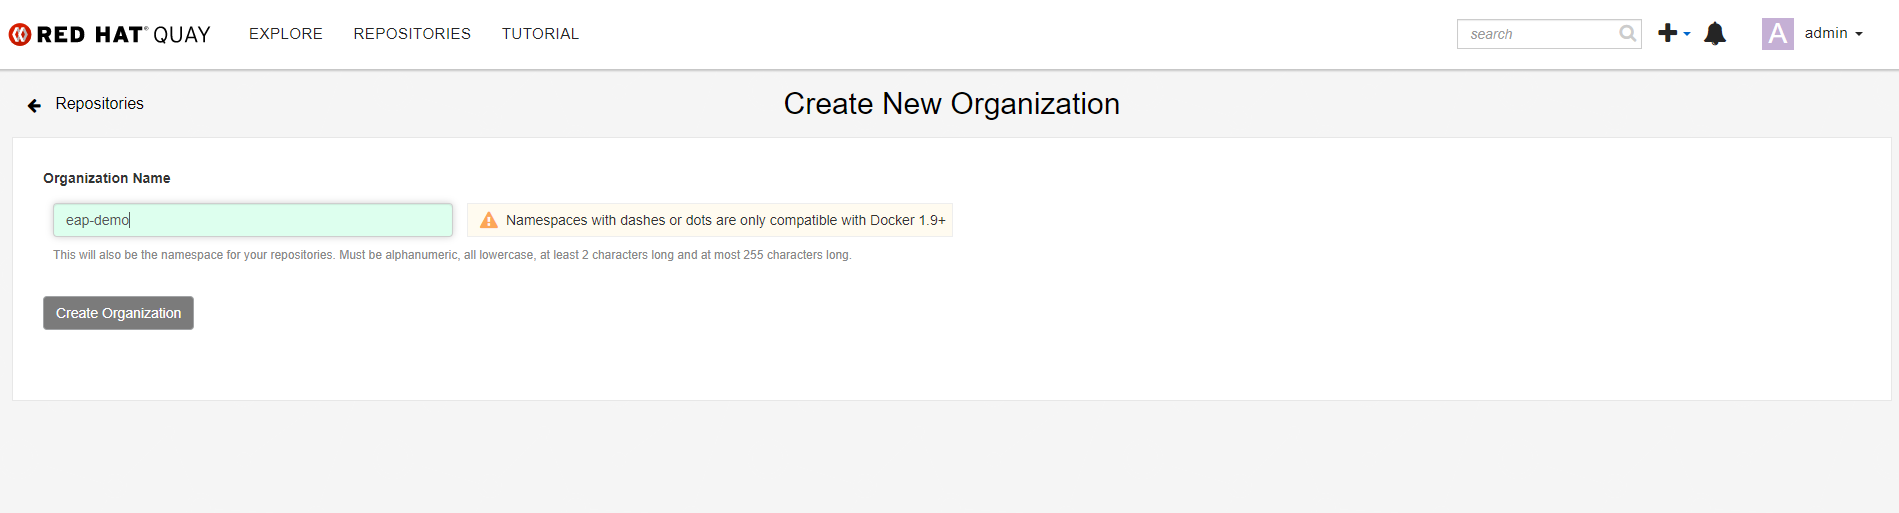 RED HAT® QUAY EXPLORE REPOSITORIES TUTORIAL search A admin
Repositories
Create New Organization
Organization Name
eap-demo
Namespaces with dashes or dots are only compatible with Docker 1.9+
This will also be the namespace for your repositories. Must be alphanumeric, all lowercase, at least 2 characters long and at most 255 characters long.
Create Organization